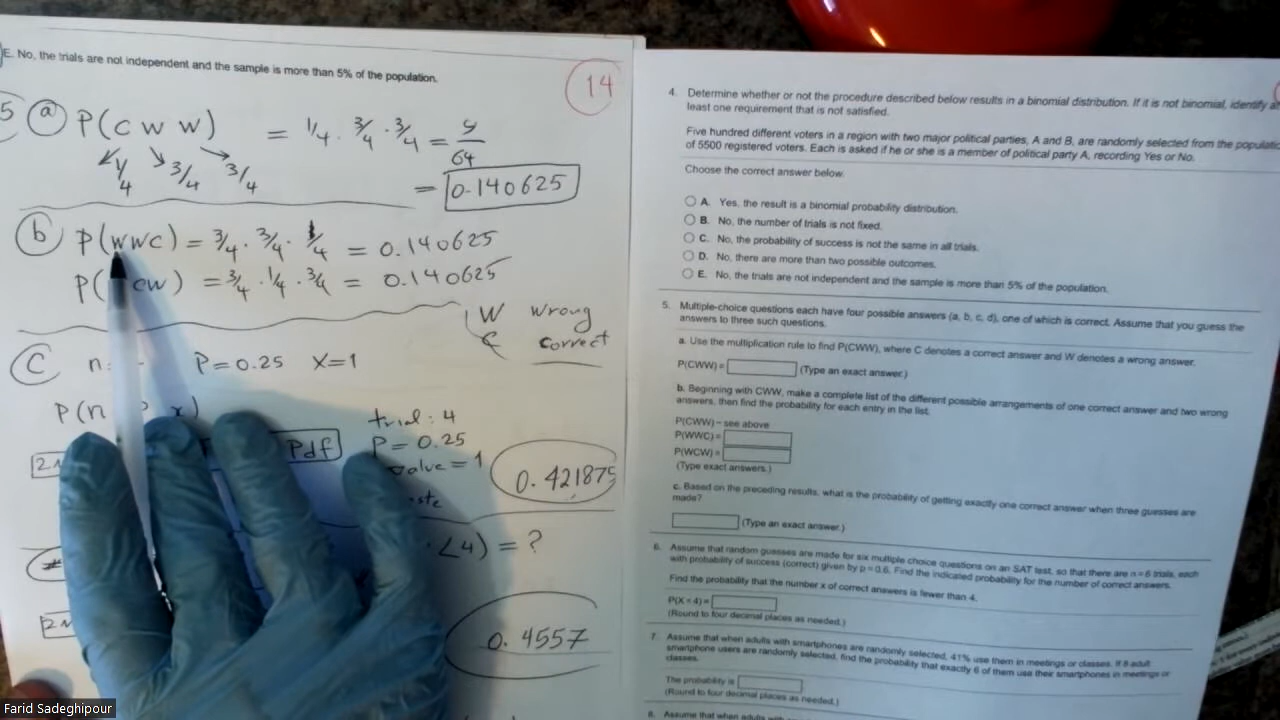 E. No, the trials are not independent and the sample is more than 5% of the population.
14
5 a P(C W W) = 1/4 · 3/4 · 3/4 = 9/64
1/4 3/4 3/4
= 0.140625
b P(WWC) = 3/4 · 3/4 · 1/4 = 0.140625
P( CW) = 3/4 · 1/4 · 3/4 = 0.140625
W wrong
C correct
C n= P=0.25 X=1
P(n P x)
Pdf
trial: 4
P=0.25
value = 1
0.421875
<4) = ?
0.4557
4. Determine whether or not the procedure described below results in a binomial distribution. If it is not binomial, identify at
least one requirement that is not satisfied.
Five hundred different voters in a region with two major political parties, A and B, are randomly selected from the population
of 5500 registered voters. Each is asked if he or she is a member of political party A, recording Yes or No.
Choose the correct answer below.
A. Yes, the result is a binomial probability distribution.
B. No, the number of trials is not fixed.
C. No, the probability of success is not the same in all trials.
D. No, there are more than two possible outcomes.
E. No, the trials are not independent and the sample is more than 5% of the population.
5. Multiple-choice questions each have four possible answers (a, b, c, d), one of which is correct. Assume that you guess the
answers to three such questions.
a. Use the multiplication rule to find P(CWW), where C denotes a correct answer and W denotes a wrong answer.
P(CWW) = (Type an exact answer.)
b. Beginning with CWW, make a complete list of the different possible arrangements of one correct answer and two wrong
answers, then find the probability for each entry in the list.
P(CWW) – see above
P(WWC) =
P(WCW) =
(Type exact answers.)
c. Based on the preceding results, what is the probability of getting exactly one correct answer when three guesses are
made?
(Type an exact answer.)
6. Assume that random guesses are made for six multiple choice questions on an SAT test, so that there are n = 6 trials, each
with probability of success (correct) given by p = 0.6. Find the indicated probability for the number of correct answers.
Find the probability that the number x of correct answers is fewer than 4.
P(X < 4) =
(Round to four decimal places as needed.)
7. Assume that when adults with smartphones are randomly selected, 41% use them in meetings or classes. If 8 adult
smartphone users are randomly selected, find the probability that exactly 6 of them use their smartphones in meetings or
classes.
The probability is
(Round to four decimal places as needed.)
8. Assume that when adults with
Farid Sadeghipour